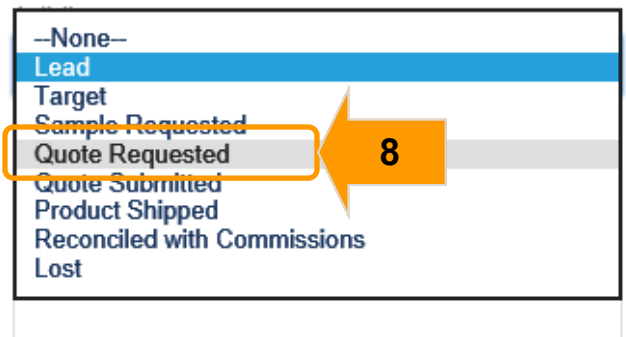 --None--
Lead
Target
Sample Requested
Quote Requested
8
Quote Submitted
Product Shipped
Reconciled with Commissions
Lost